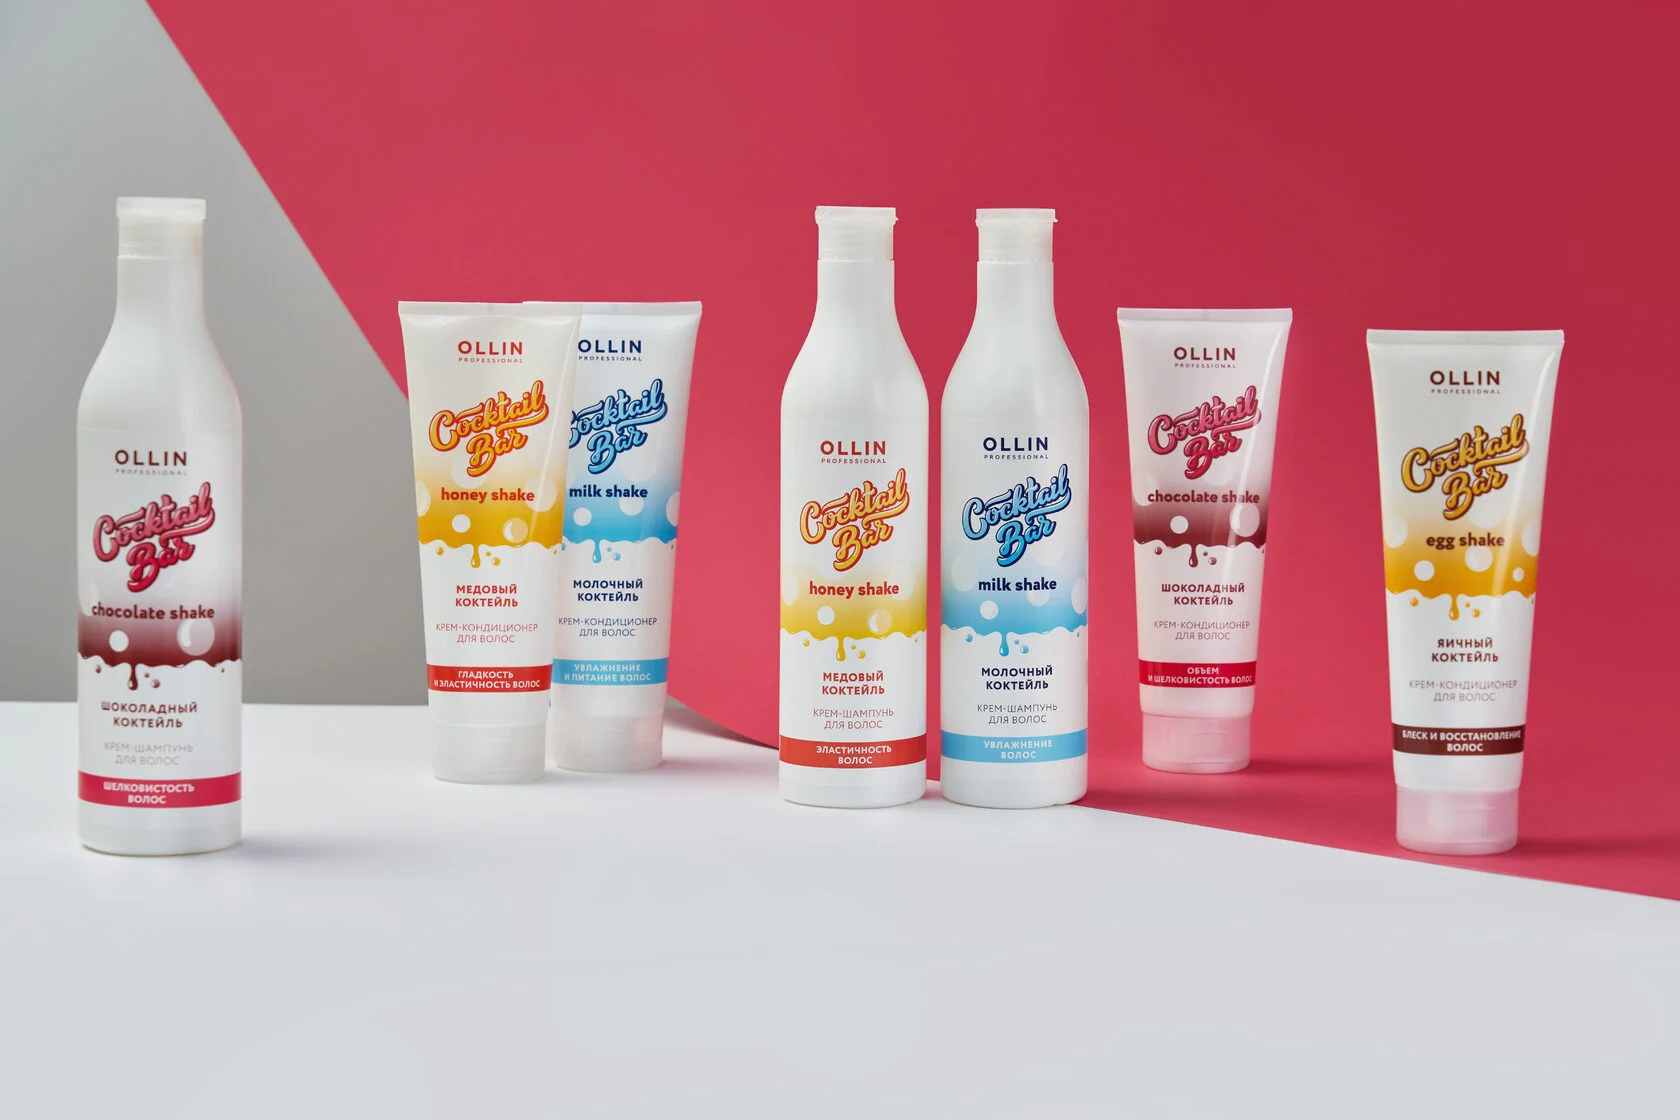 OLLIN
PROFESSIONAL
Cocktail
Bar
chocolate shake
ШОКОЛАДНЫЙ
КОКТЕЙЛЬ
КРЕМ-ШАМПУНЬ
ДЛЯ ВОЛОС
ШЕЛКОВИСТОСТЬ
ВОЛОС
OLLIN
PROFESSIONAL
Cocktail
Bar
honey shake
МЕДОВЫЙ
КОКТЕЙЛЬ
КРЕМ-КОНДИЦИОНЕР
ДЛЯ ВОЛОС
ГЛАДКОСТЬ
И ЭЛАСТИЧНОСТЬ ВОЛОС
OLLIN
PROFESSIONAL
Cocktail
Bar
milk shake
МОЛОЧНЫЙ
КОКТЕЙЛЬ
КРЕМ-КОНДИЦИОНЕР
ДЛЯ ВОЛОС
УВЛАЖНЕНИЕ
И ПИТАНИЕ ВОЛОС
OLLIN
PROFESSIONAL
Cocktail
Bar
honey shake
МЕДОВЫЙ
КОКТЕЙЛЬ
КРЕМ-ШАМПУНЬ
ДЛЯ ВОЛОС
ЭЛАСТИЧНОСТЬ
ВОЛОС
OLLIN
PROFESSIONAL
Cocktail
Bar
milk shake
МОЛОЧНЫЙ
КОКТЕЙЛЬ
КРЕМ-ШАМПУНЬ
ДЛЯ ВОЛОС
УВЛАЖНЕНИЕ
ВОЛОС
OLLIN
PROFESSIONAL
Cocktail
Bar
chocolate shake
ШОКОЛАДНЫЙ
КОКТЕЙЛЬ
КРЕМ-КОНДИЦИОНЕР
ДЛЯ ВОЛОС
ОБЪЕМ
И ШЕЛКОВИСТОСТЬ ВОЛОС
OLLIN
PROFESSIONAL
Cocktail
Bar
egg shake
ЯИЧНЫЙ
КОКТЕЙЛЬ
КРЕМ-КОНДИЦИОНЕР
ДЛЯ ВОЛОС
БЛЕСК И ВОССТАНОВЛЕНИЕ
ВОЛОС